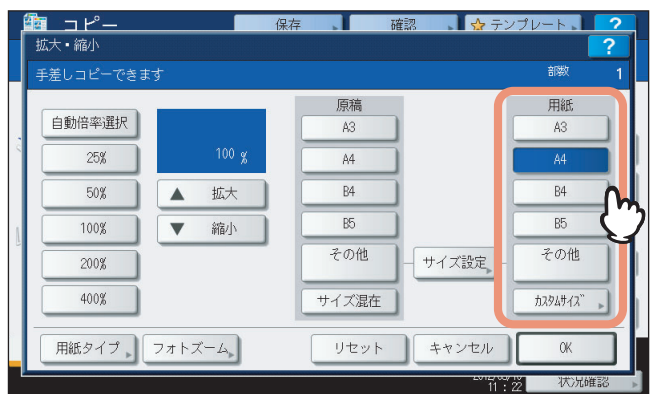 コピー 保存 確認 テンプレート ?
拡大・縮小 ?
手差しコピーできます 部数 1
原稿 用紙
自動倍率選択 A3 A3
25% 100 % A4 A4
50% ▲ 拡大 B4 B4
100% ▼ 縮小 B5 B5
200% その他 サイズ設定 その他
400% サイズ混在 カスタムサイズ
用紙タイプ フォトズーム リセット キャンセル OK
11 : 22 状況確認